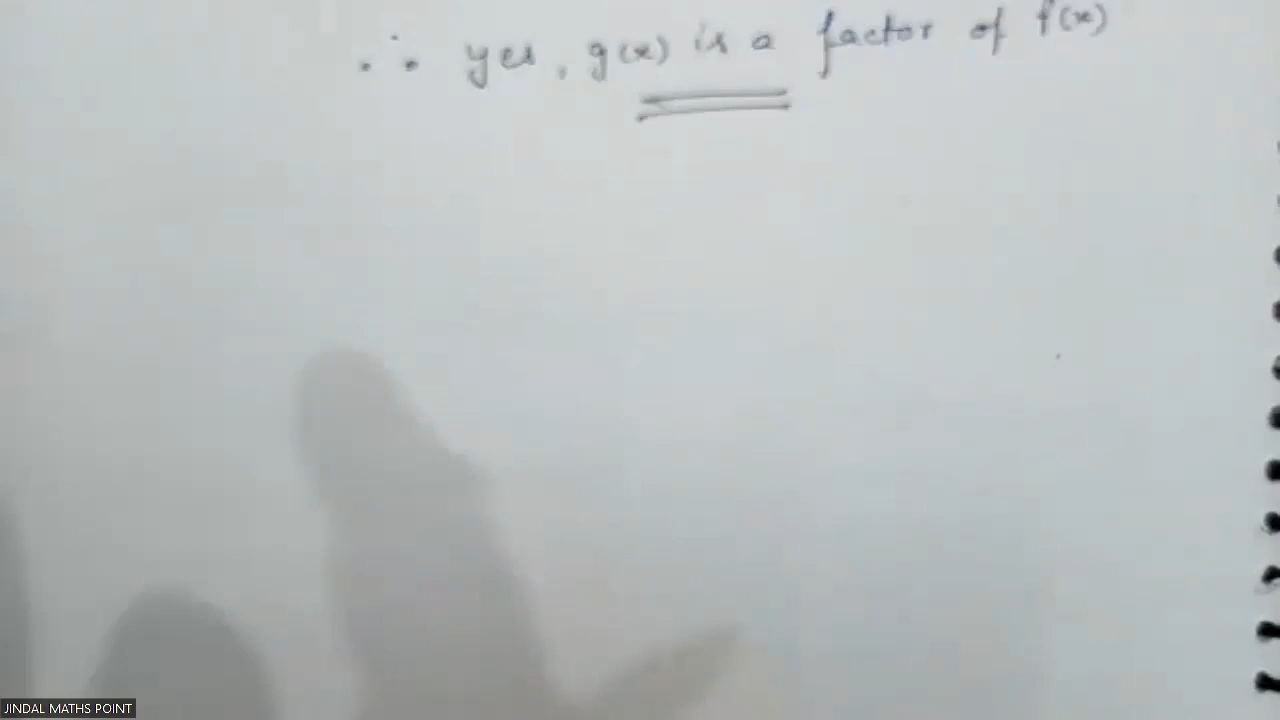 ∴ yes, g(x) is a factor of f(x)
JINDAL MATHS POINT